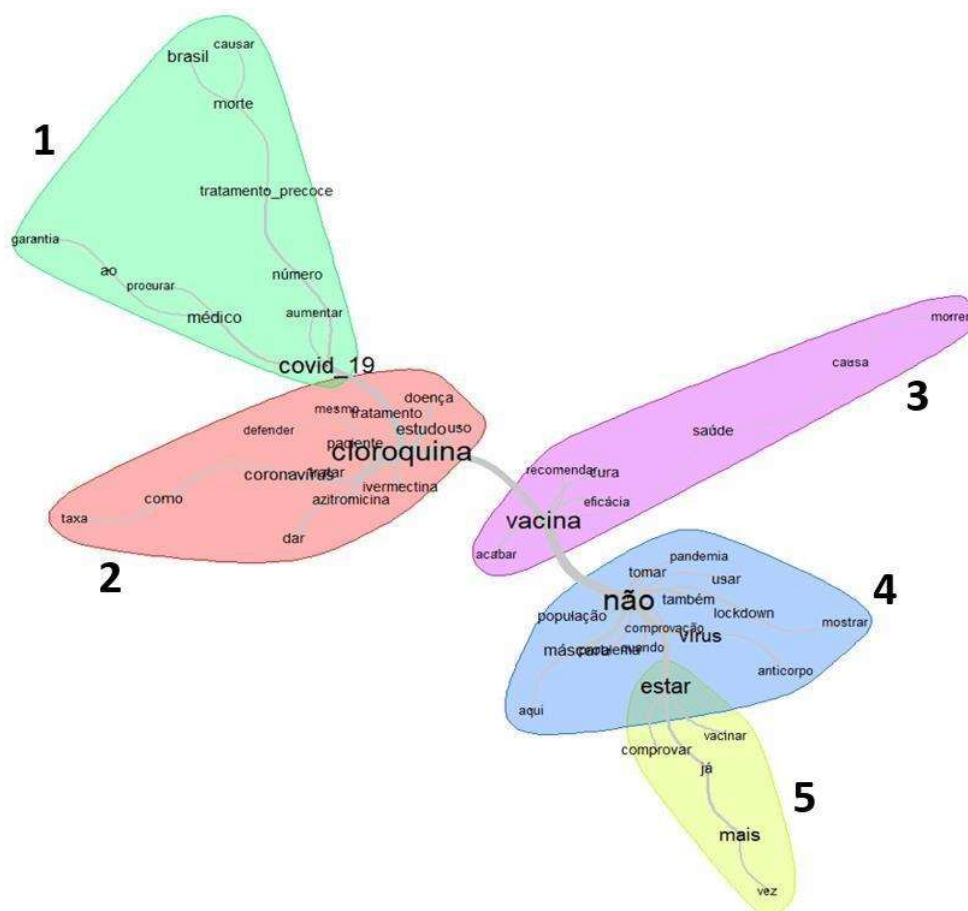 causar
brasil
morte
1
tratamento_precoce
garantia
ao
número
procurar
aumentar
médico
covid_19
morrer
causa
3
doença
mesmo
tratamento
defender
estudo
uso
paciente
cloroquina
saúde
recomendar
cura
coronavírus
tratar
ivermectina
azitromicina
como
eficácia
taxa
vacina
dar
acabar
2
pandemia
tomar
usar
4
não
também
população
lockdown
mostrar
comprovação
vírus
máscara
problema
quando
anticorpo
estar
aqui
vacinar
comprovar
já
5
mais
vez